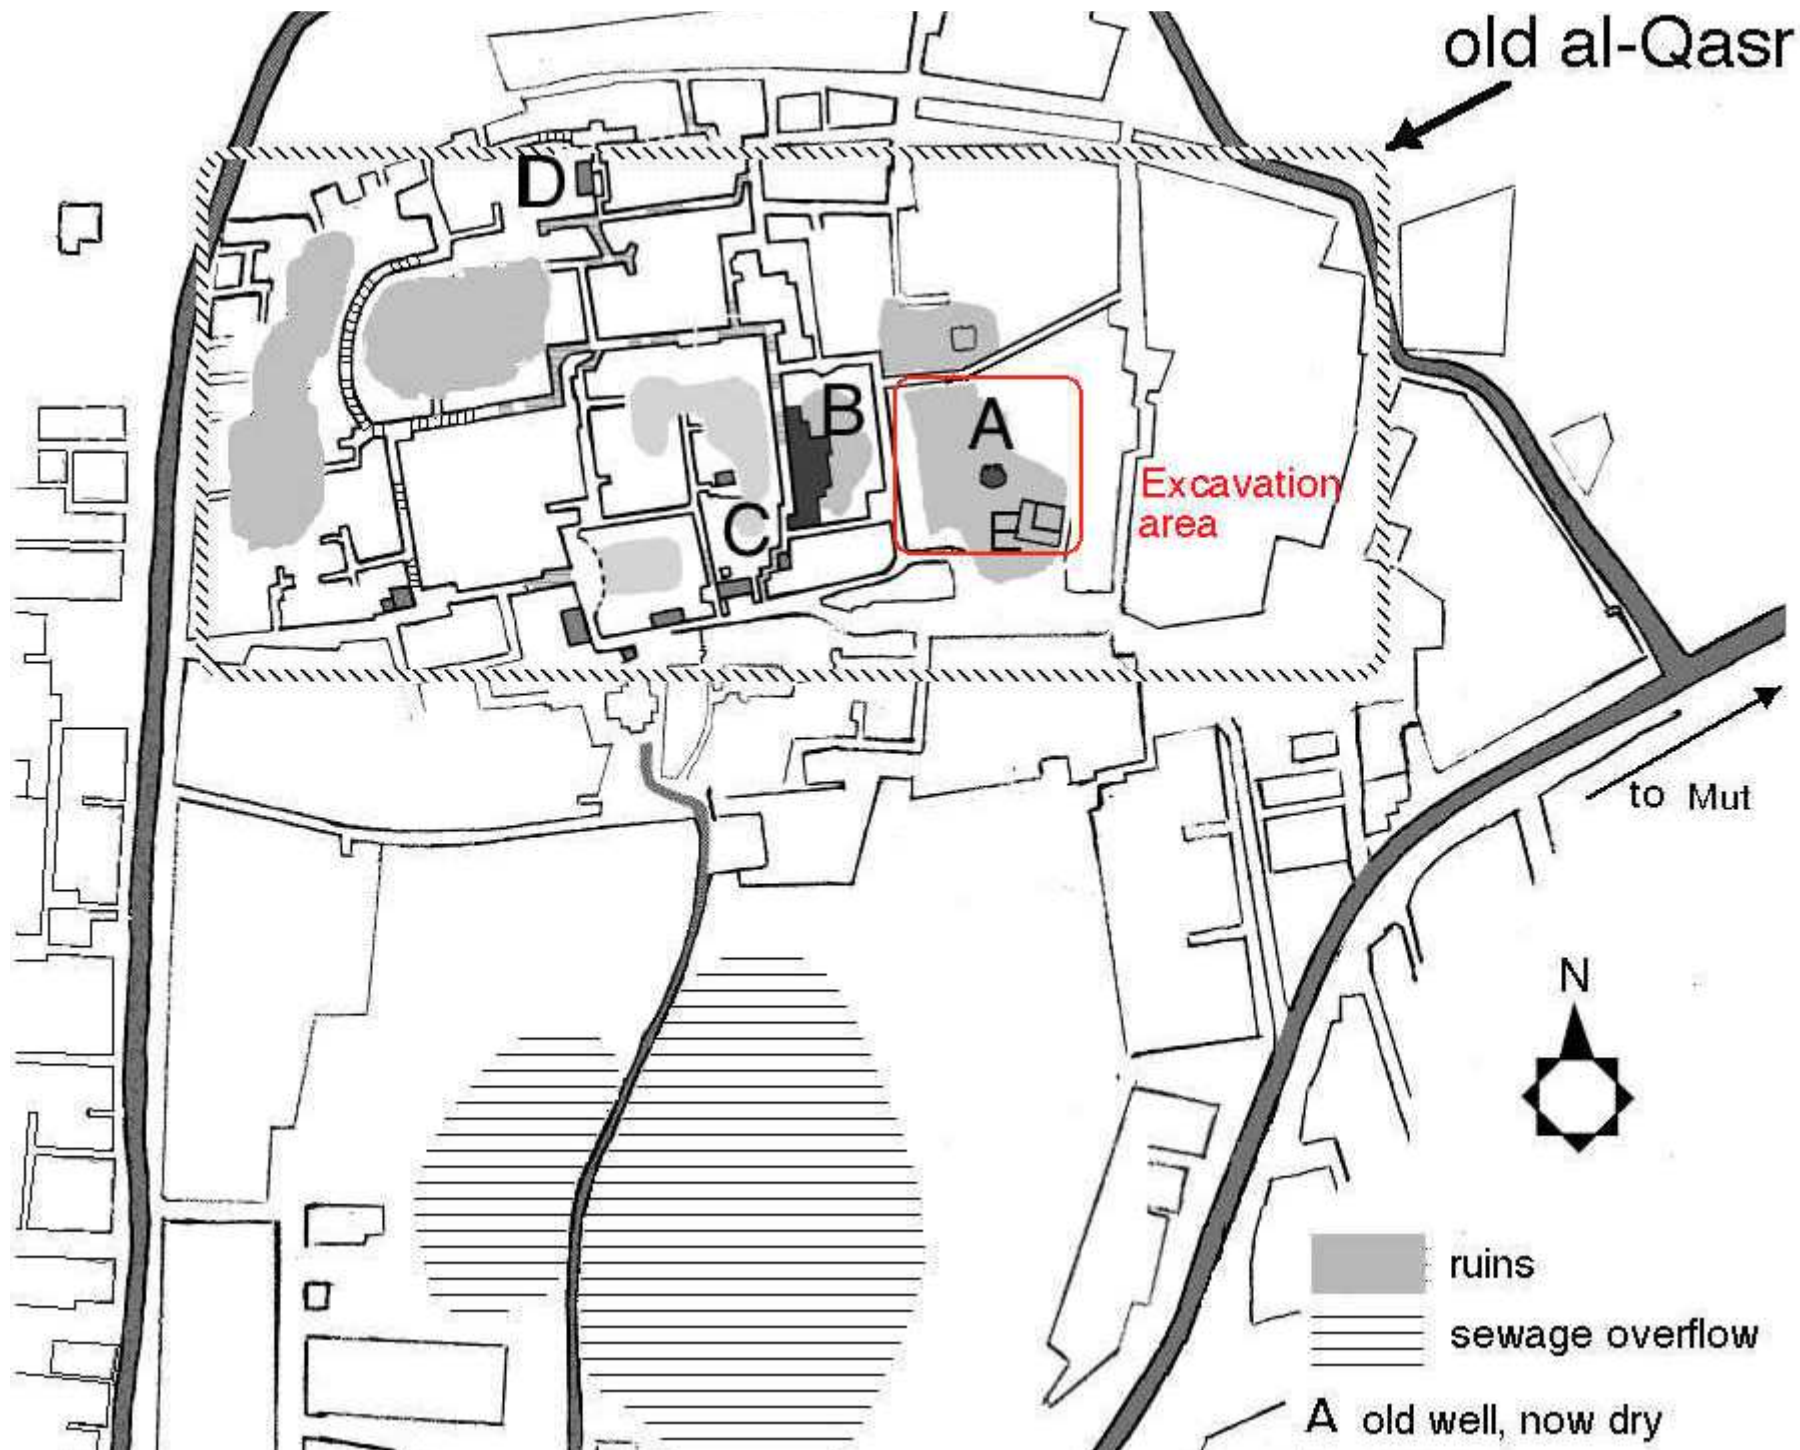 old al-Qasr
D
B
A
Excavation
area
C
E
to Mut
N
ruins
sewage overflow
A old well, now dry